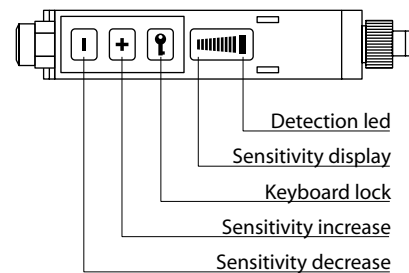 Detection led
Sensitivity display
Keyboard lock
Sensitivity increase
Sensitivity decrease